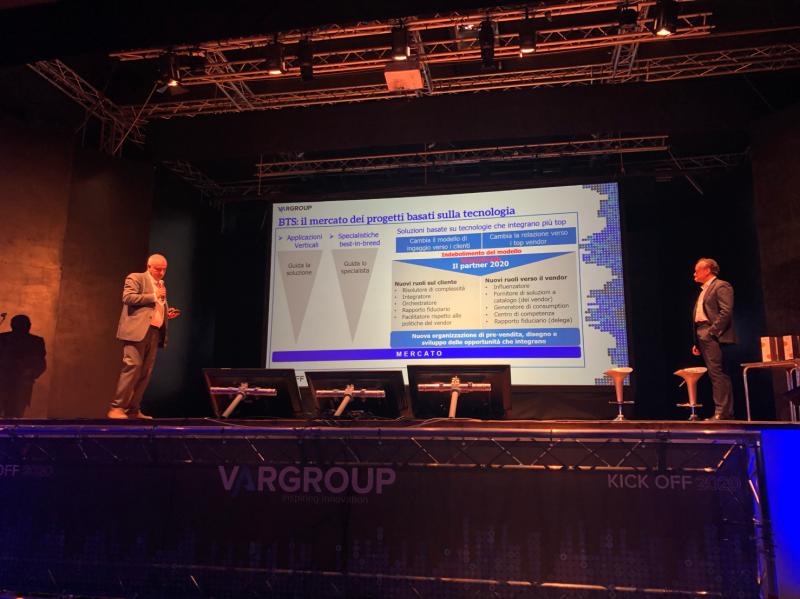 VARGROUP
BTS: il mercato dei progetti basati sulla tecnologia
Applicazioni
Verticali
Specialistiche
best-in-breed
Guida la
soluzione
Guida lo
specialista
Soluzioni basate su tecnologie che integrano più top
Cambia il modello di
ingaggio verso i clienti
Cambia la relazione verso
i top vendor
Indebolimento del modello
Il partner 2020
Nuovi ruoli sul cliente
• Risolutore di complessità
• Integratore
• Orchestratore
• Rapporto fiduciario
• Facilitatore rispetto alle
politiche dei vendor
Nuovi ruoli verso il vendor
• Influenzatore
• Fornitore di soluzioni a
catalogo (dei vendor)
• Generatore di consumption
• Centro di competenza
• Rapporto fiduciario (delega)
Nuova organizzazione di pre-vendita, disegno e
sviluppo delle opportunità che integrano
MERCATO
OFF
OFF 2020
VARGROUP
Inspiring innovation
KICK OFF 2020